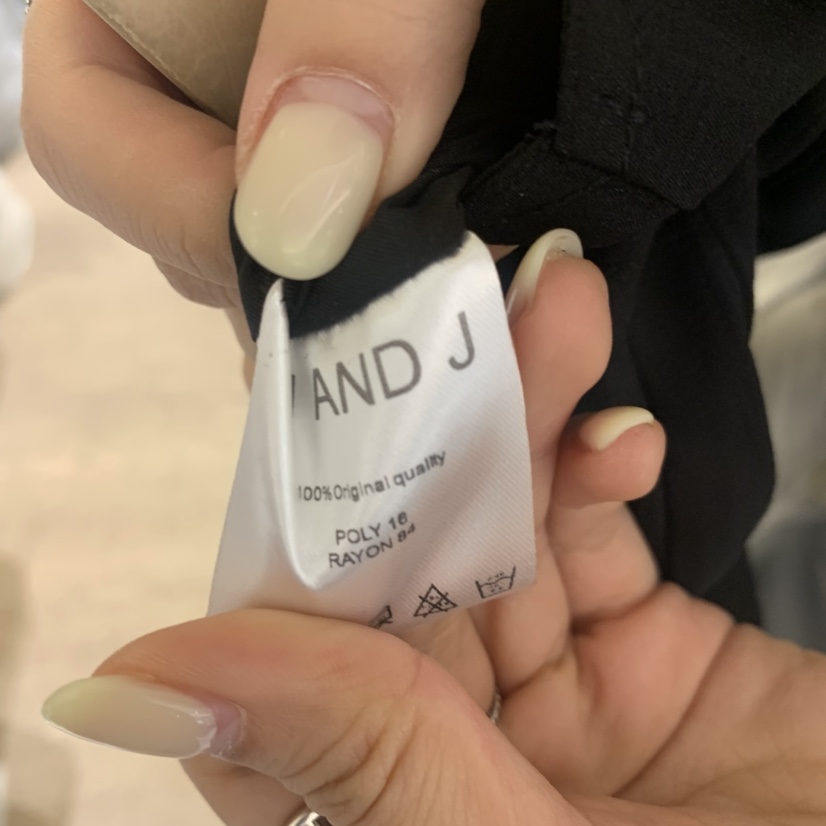 AND J
100%Original quality
POLY 16
RAYON 84